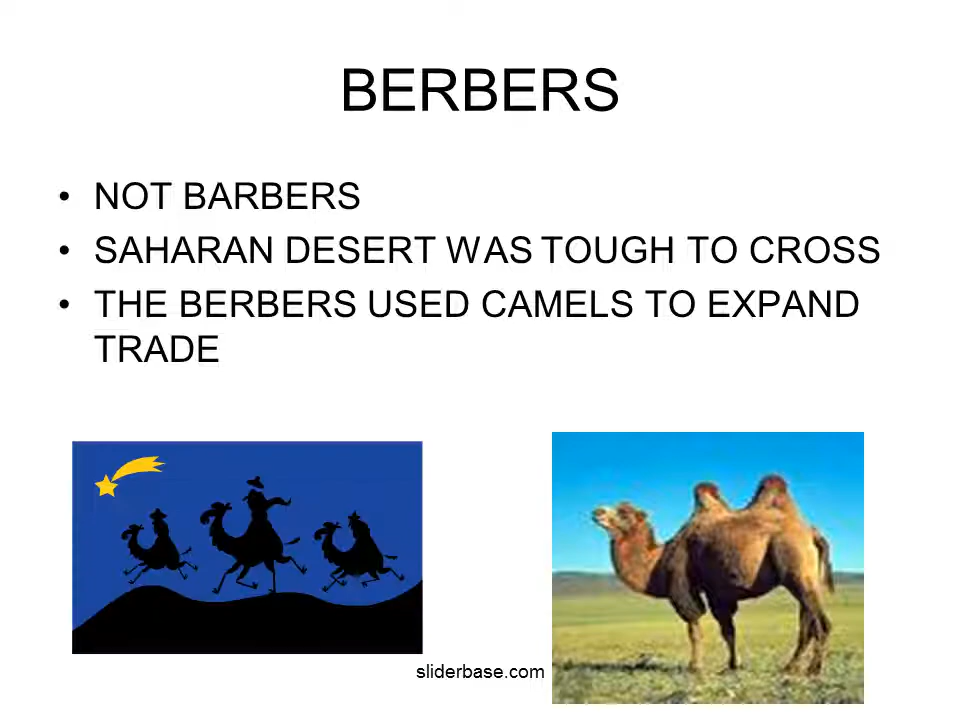 BERBERS
• NOT BARBERS
• SAHARAN DESERT WAS TOUGH TO CROSS
• THE BERBERS USED CAMELS TO EXPAND
TRADE
sliderbase.com